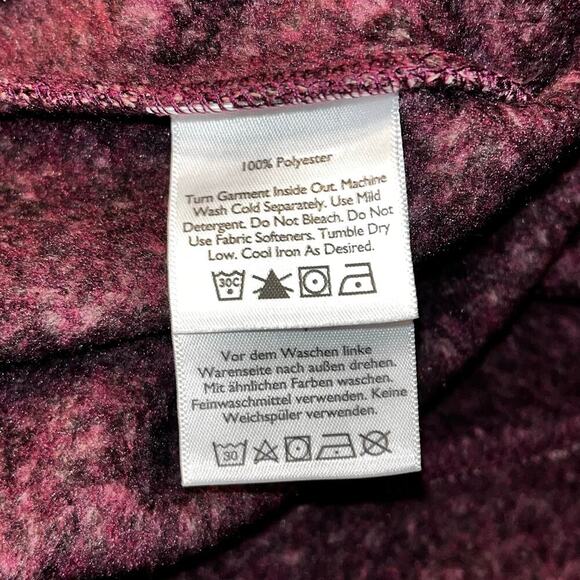 100% Polyester
Turn Garment Inside Out. Machine
Wash Cold Separately. Use Mild
Detergent. Do Not Bleach. Do Not
Use Fabric Softeners. Tumble Dry
Low. Cool Iron As Desired.
30C
Vor dem Waschen linke
Warenseite nach außen drehen.
Mit ähnlichen Farben waschen.
Feinwaschmittel verwenden. Keine
Weichspüler verwenden.
30